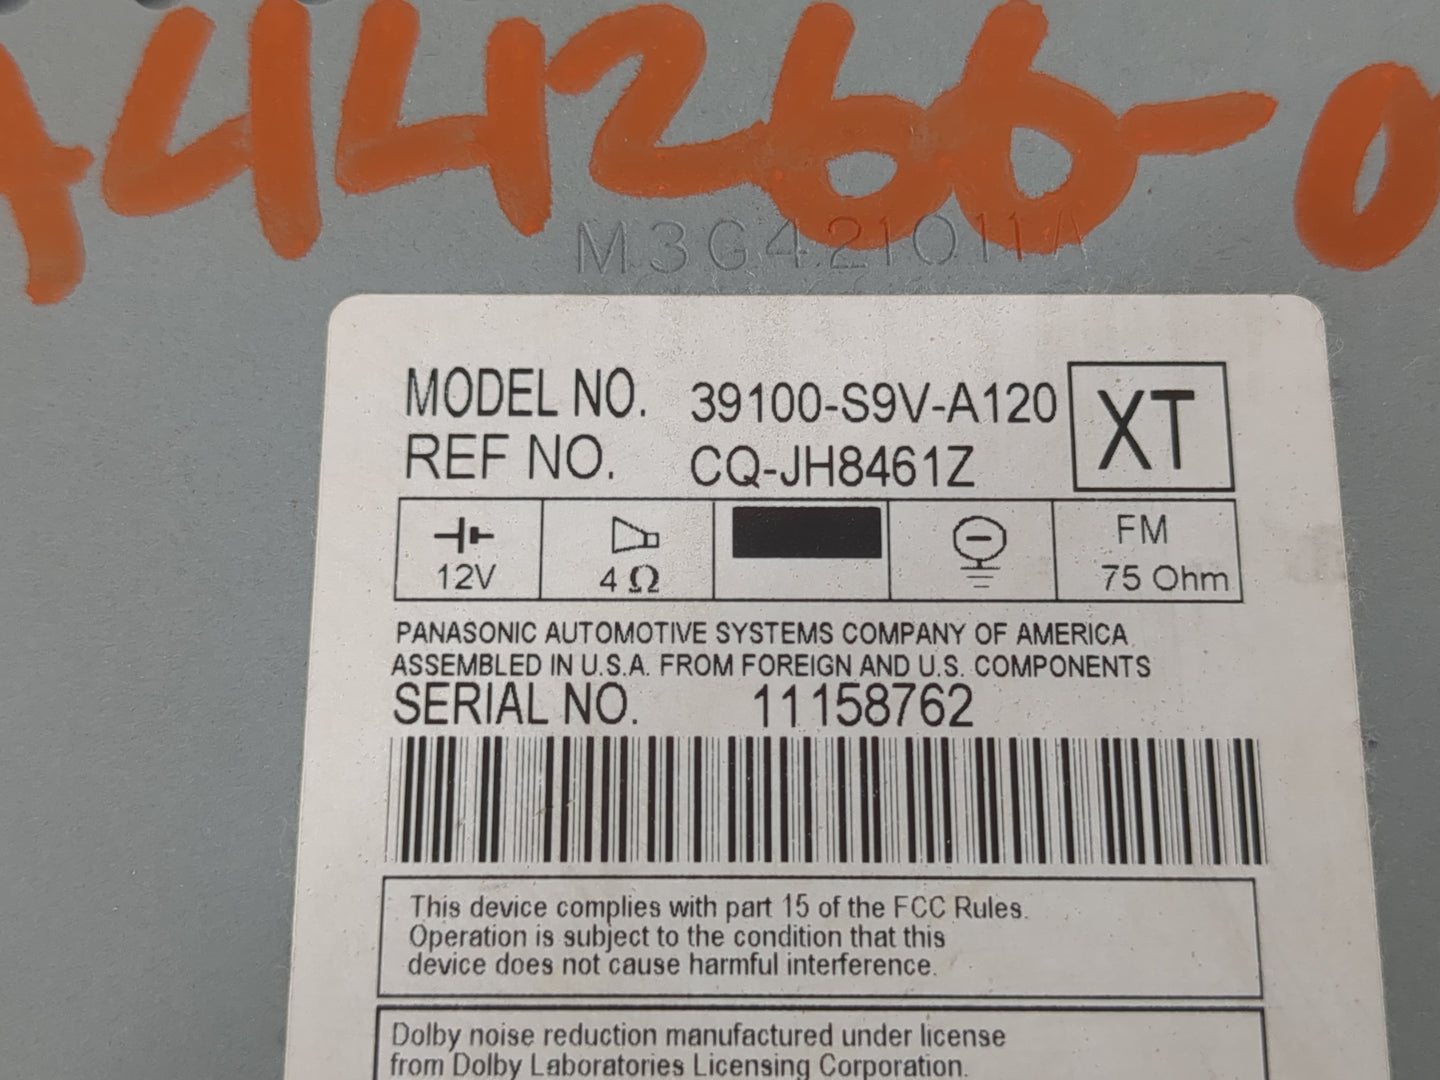 A44266-0
M3G421011A
MODEL NO. 39100-S9V-A120 XT
REF NO. CQ-JH8461Z
12V 4 Ω FM 75 Ohm
PANASONIC AUTOMOTIVE SYSTEMS COMPANY OF AMERICA
ASSEMBLED IN U.S.A. FROM FOREIGN AND U.S. COMPONENTS
SERIAL NO. 11158762
This device complies with part 15 of the FCC Rules.
Operation is subject to the condition that this
device does not cause harmful interference.
Dolby noise reduction manufactured under license
from Dolby Laboratories Licensing Corporation.